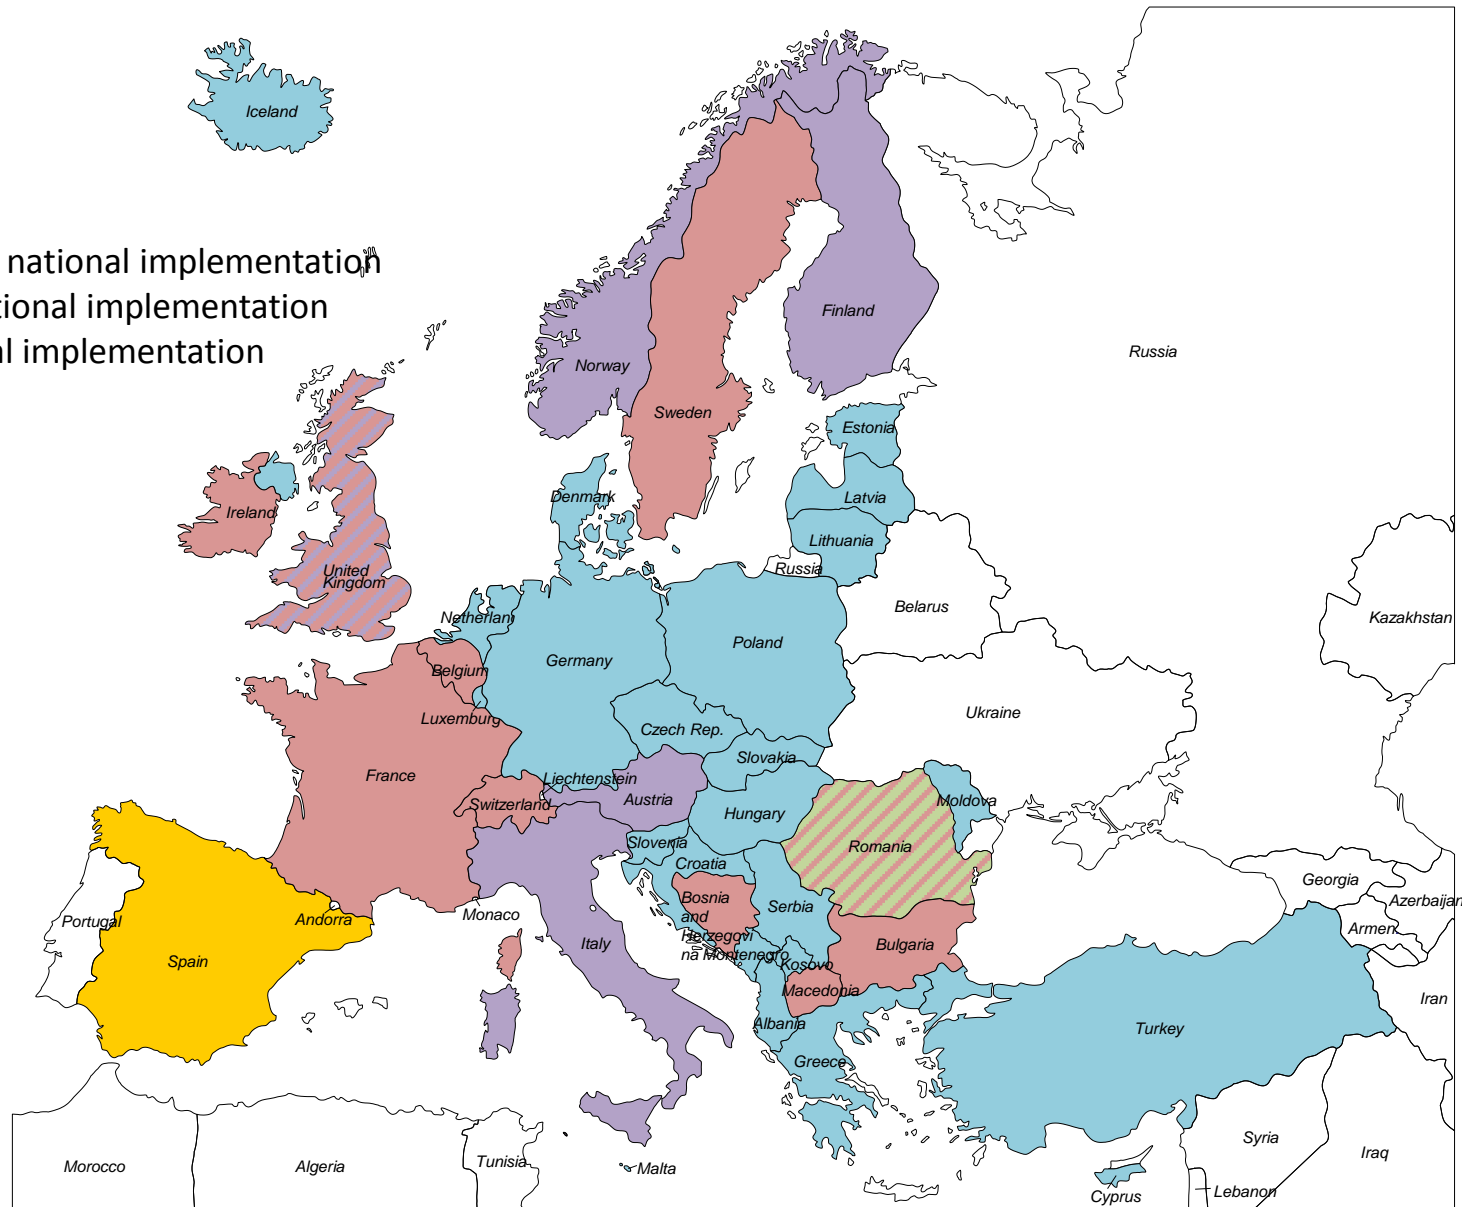 Iceland
national implementation
tional implementation
al implementation
Finland
Russia
Norway
Sweden
Estonia
Denmark
Latvia
Ireland
Lithuania
Russia
United
Kingdom
Belarus
Netherlan
Kazakhstan
Poland
Germany
Belgium
Luxemburg
Ukraine
Czech Rep.
Slovakia
France
Liechtenstein
Switzerland
Austria
Moldova
Hungary
Slovenia
Romania
Croatia
Georgia
Bosnia
and
Herzegovi
na
Azerbaijan
Serbia
Portugal
Andorra
Monaco
Armen
Italy
Bulgaria
Montenegro
Spain
Kosovo
Macedonia
Iran
Albania
Turkey
Greece
Syria
Iraq
Morocco
Algeria
Tunisia
Malta
Cyprus
Lebanon